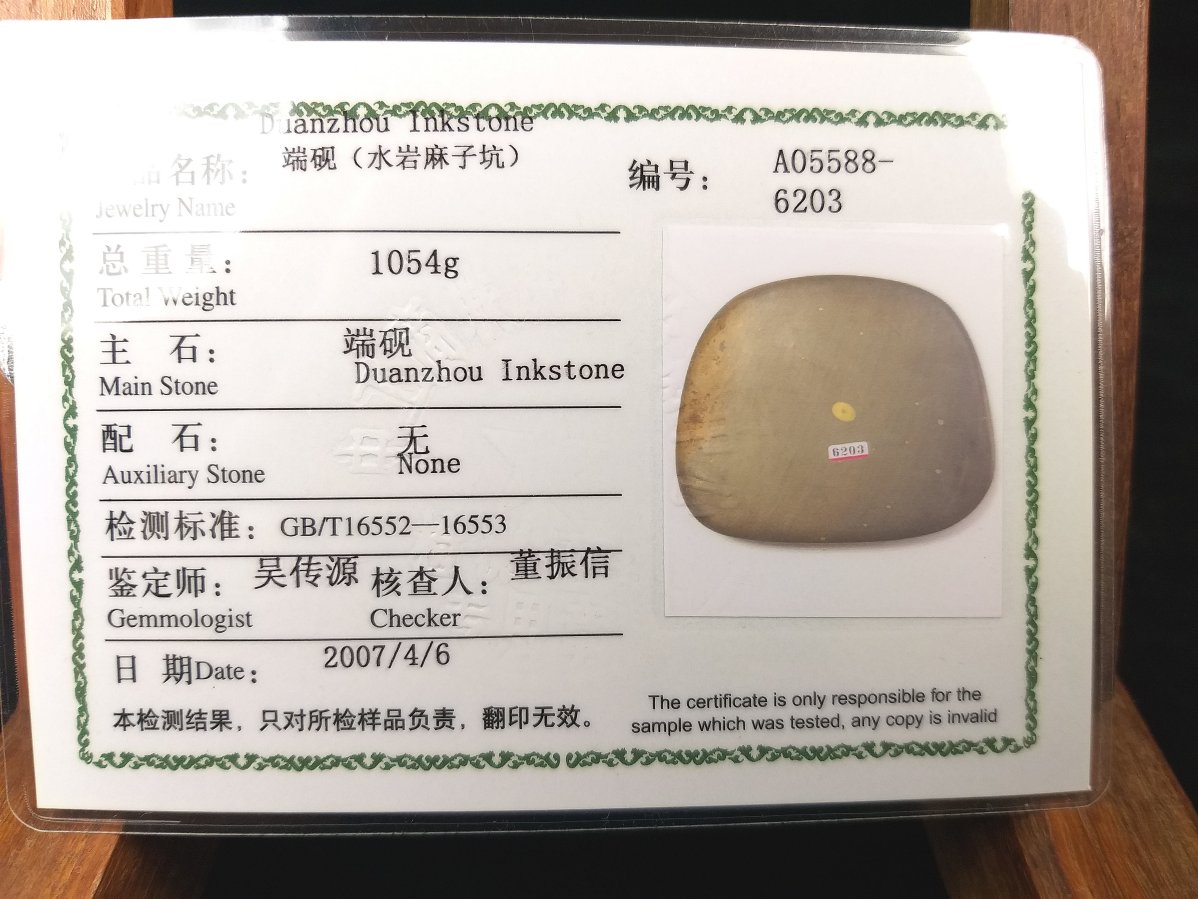 Duanzhou Inkstone
端砚（水岩麻子坑）
品名称：
Jewelry Name
总重量：
1054g
Total Weight
主 石：
端砚
Main Stone
Duanzhou Inkstone
配 石：
无
Auxiliary Stone
None
检测标准：GB/T16552—16553
鉴定师：吴传源 核查人：董振信
Gemmologist Checker
日 期Date：2007/4/6
本检测结果，只对所检样品负责，翻印无效。
编号：A05588-
6203
6203
The certificate is only responsible for the
sample which was tested, any copy is invalid